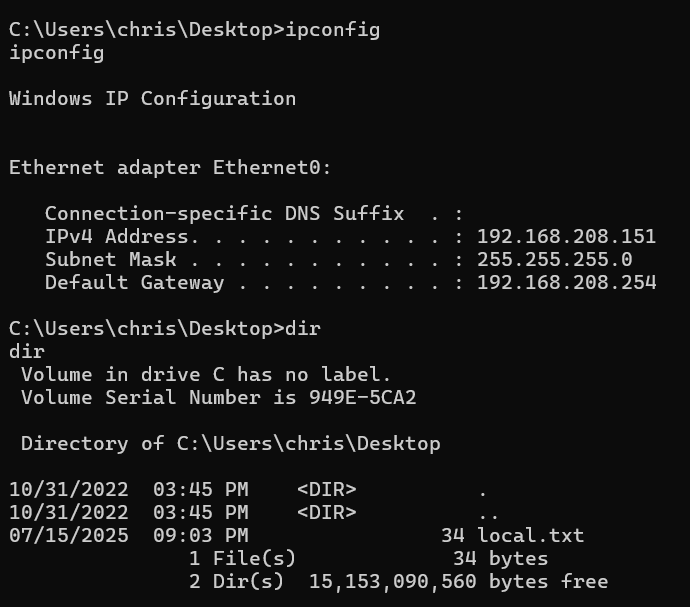 C:\Users\chris\Desktop>ipconfig
ipconfig
Windows IP Configuration
Ethernet adapter Ethernet0:
   Connection-specific DNS Suffix  . :
   IPv4 Address. . . . . . . . . . . : 192.168.208.151
   Subnet Mask . . . . . . . . . . . : 255.255.255.0
   Default Gateway . . . . . . . . . : 192.168.208.254
C:\Users\chris\Desktop>dir
dir
 Volume in drive C has no label.
 Volume Serial Number is 949E-5CA2
 Directory of C:\Users\chris\Desktop
10/31/2022  03:45 PM    <DIR>          .
10/31/2022  03:45 PM    <DIR>          ..
07/15/2025  09:03 PM                34 local.txt
               1 File(s)             34 bytes
               2 Dir(s)  15,153,090,560 bytes free